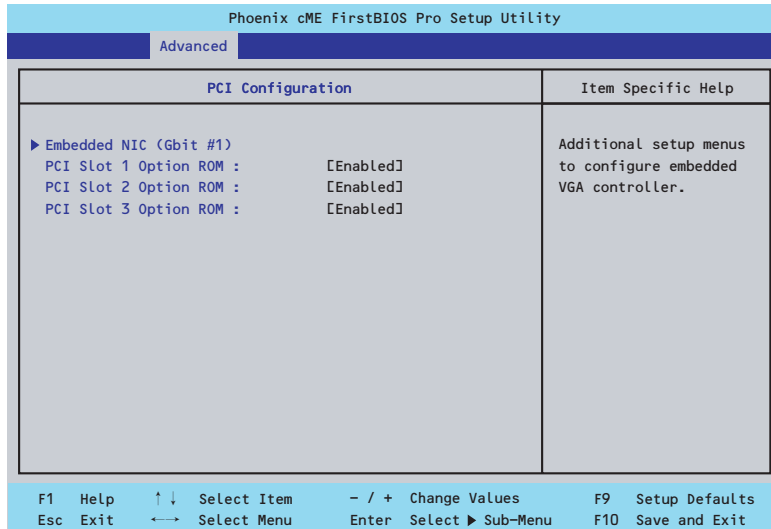 Phoenix cME FirstBIOS Pro Setup Utility
Advanced
PCI Configuration
Item Specific Help
▶ Embedded NIC (Gbit #1)
PCI Slot 1 Option ROM : [Enabled]
PCI Slot 2 Option ROM : [Enabled]
PCI Slot 3 Option ROM : [Enabled]
Additional setup menus
to configure embedded
VGA controller.
F1 Help ↑↓ Select Item - / + Change Values F9 Setup Defaults
Esc Exit ←→ Select Menu Enter Select ▶ Sub-Menu F10 Save and Exit